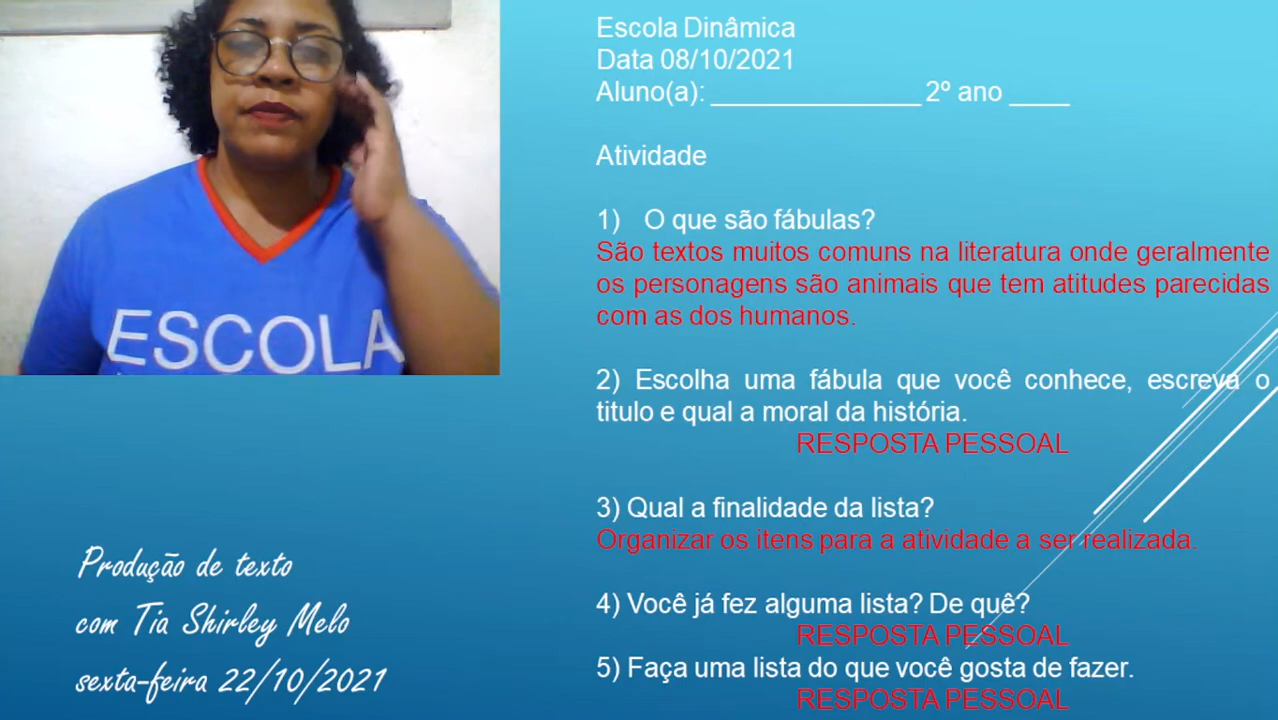 ESCOLA
Produção de texto
com Tia Shirley Melo
sexta-feira 22/10/2021
Escola Dinâmica
Data 08/10/2021
Aluno(a): _______________ 2º ano ____
Atividade
1) O que são fábulas?
São textos muitos comuns na literatura onde geralmente
os personagens são animais que tem atitudes parecidas
com as dos humanos.
2) Escolha uma fábula que você conhece, escreva o
titulo e qual a moral da história.
RESPOSTA PESSOAL
3) Qual a finalidade da lista?
Organizar os itens para a atividade a ser realizada.
4) Você já fez alguma lista? De quê?
RESPOSTA PESSOAL
5) Faça uma lista do que você gosta de fazer.
RESPOSTA PESSOAL